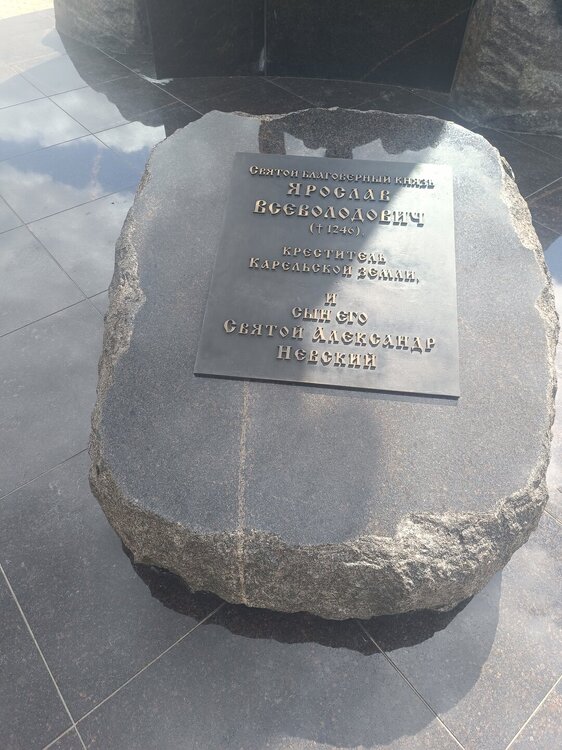 Святой благоверный князь
Ярослав
Всеволодович
(† 1246),
креститель
Карельской Земли,
и
сын его
Святой Александр
Невский